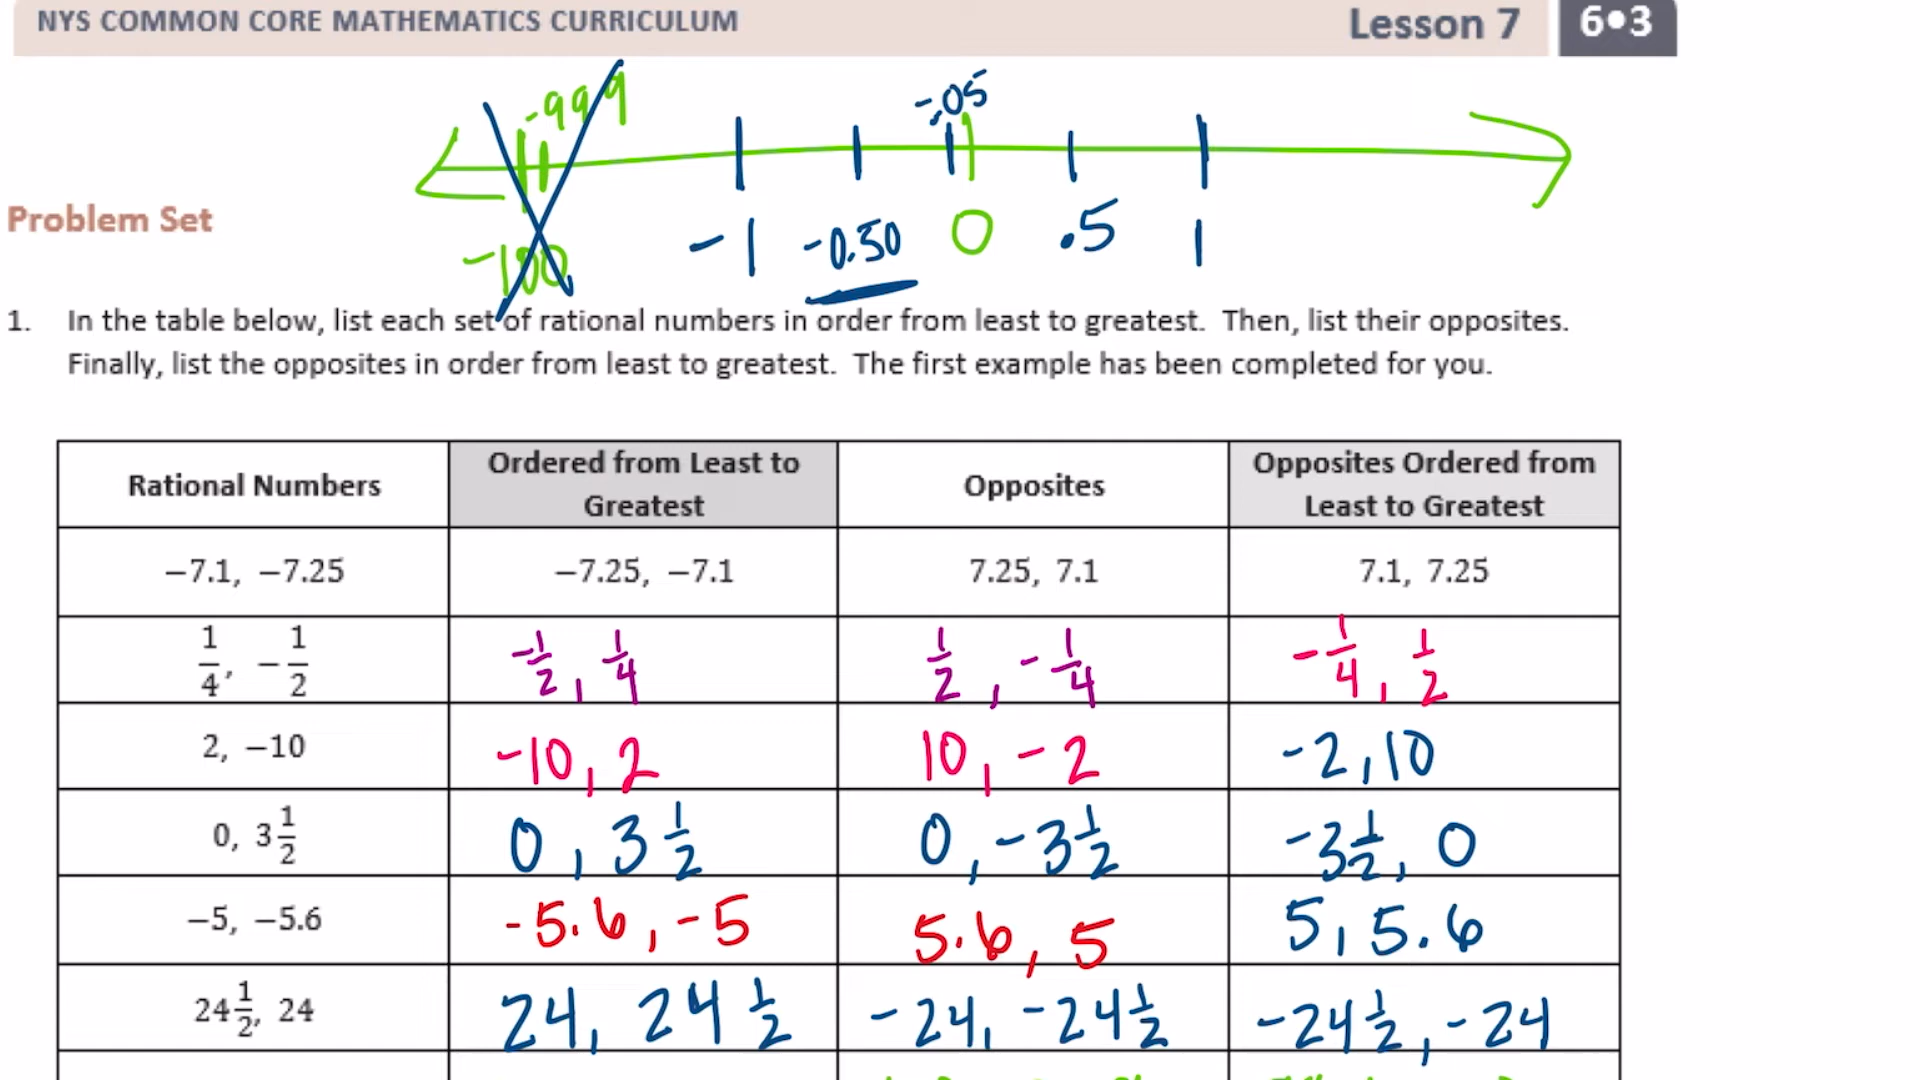 NYS COMMON CORE MATHEMATICS CURRICULUM Lesson 7 6•3
-999 -.05
-100 -1 -0.50 0 .5 1
Problem Set
1. In the table below, list each set of rational numbers in order from least to greatest. Then, list their opposites.
Finally, list the opposites in order from least to greatest. The first example has been completed for you.
Rational Numbers Ordered from Least to Greatest Opposites Opposites Ordered from Least to Greatest
−7.1, −7.25 −7.25, −7.1 7.25, 7.1 7.1, 7.25
1/4, −1/2 -1/2, 1/4 1/2, -1/4 -1/4, 1/2
2, −10 -10, 2 10, -2 -2, 10
0, 3 1/2 0, 3 1/2 0, -3 1/2 -3 1/2, 0
−5, −5.6 -5.6, -5 5.6, 5 5, 5.6
24 1/2, 24 24, 24 1/2 -24, -24 1/2 -24 1/2, -24